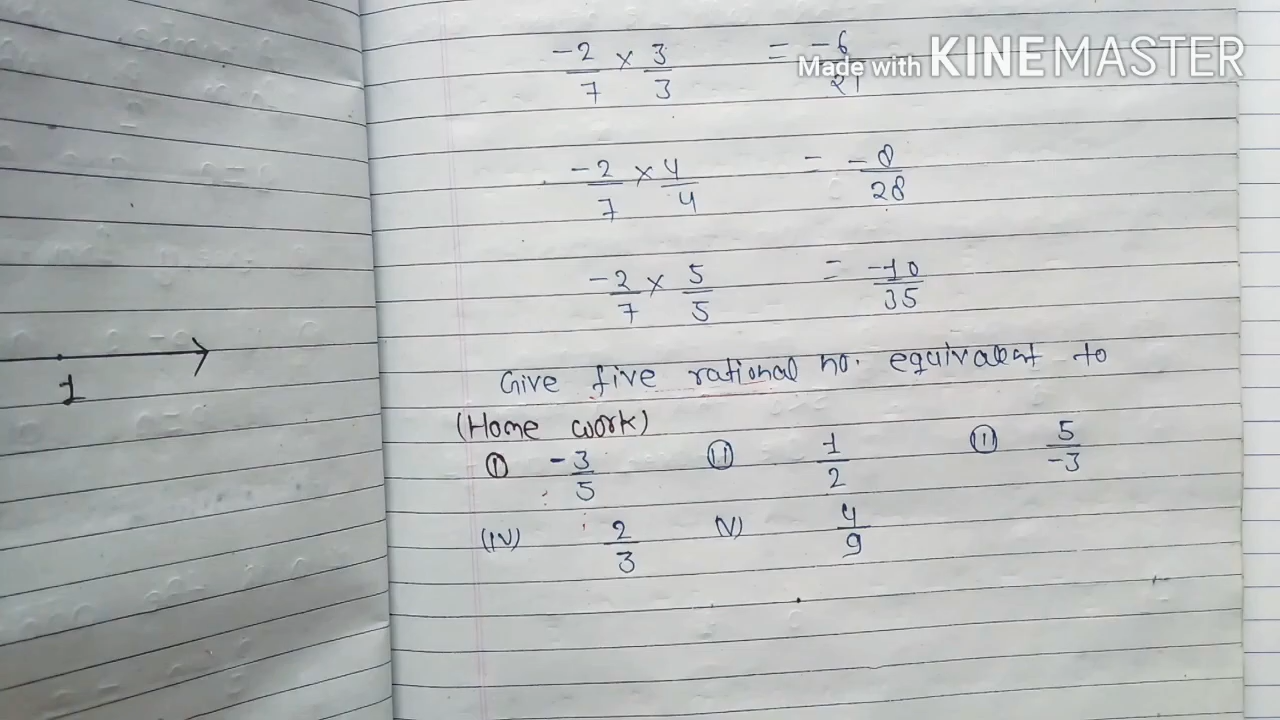 -2/7 × 3/3 = -6/21
Made with KINEMASTER
-2/7 × 4/4 = -8/28
-2/7 × 5/5 = -10/35
1
Give five rational no. equivalent to
(Home work)
(I) -3/5 (II) 1/2 (I) 5/-3
(IV) 2/3 (V) 4/9